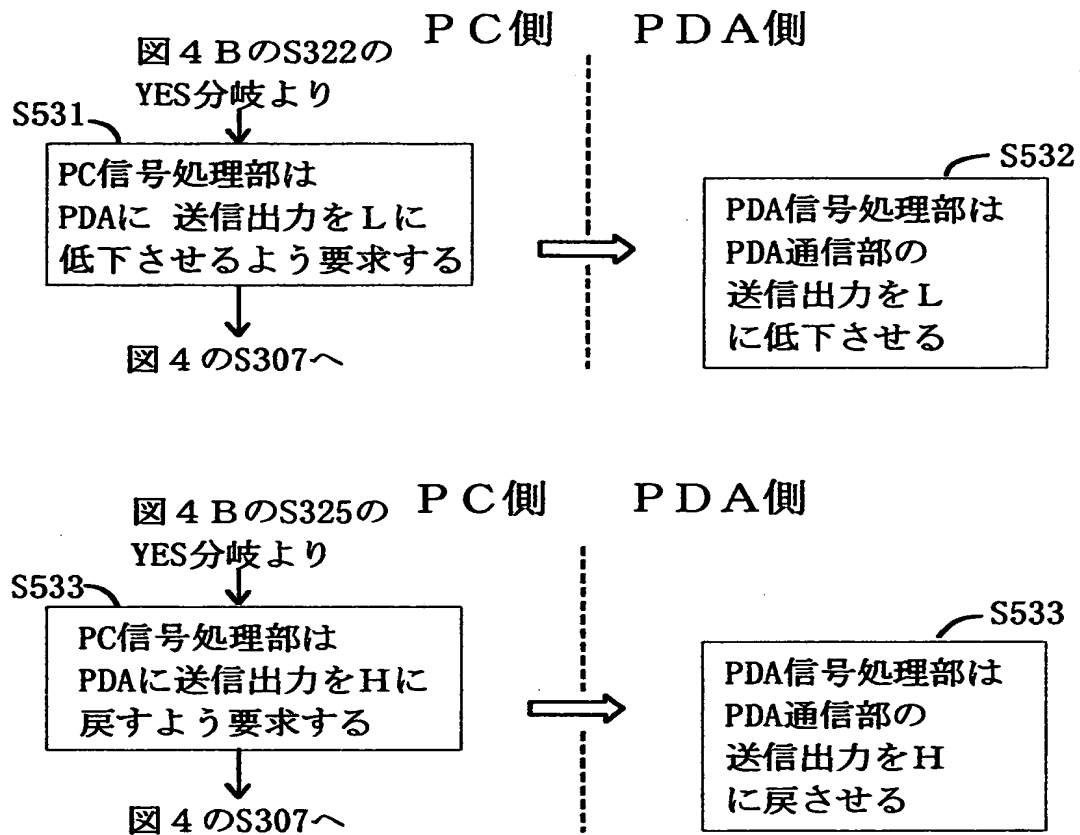 PC側 PDA側
図4BのS322の
YES分岐より
S531
PC信号処理部は
PDAに 送信出力をLに
低下させるよう要求する
図4のS307へ
S532
PDA信号処理部は
PDA通信部の
送信出力をL
に低下させる
PC側 PDA側
図4BのS325の
YES分岐より
S533
PC信号処理部は
PDAに送信出力をHに
戻すよう要求する
図4のS307へ
S533
PDA信号処理部は
PDA通信部の
送信出力をH
に戻させる